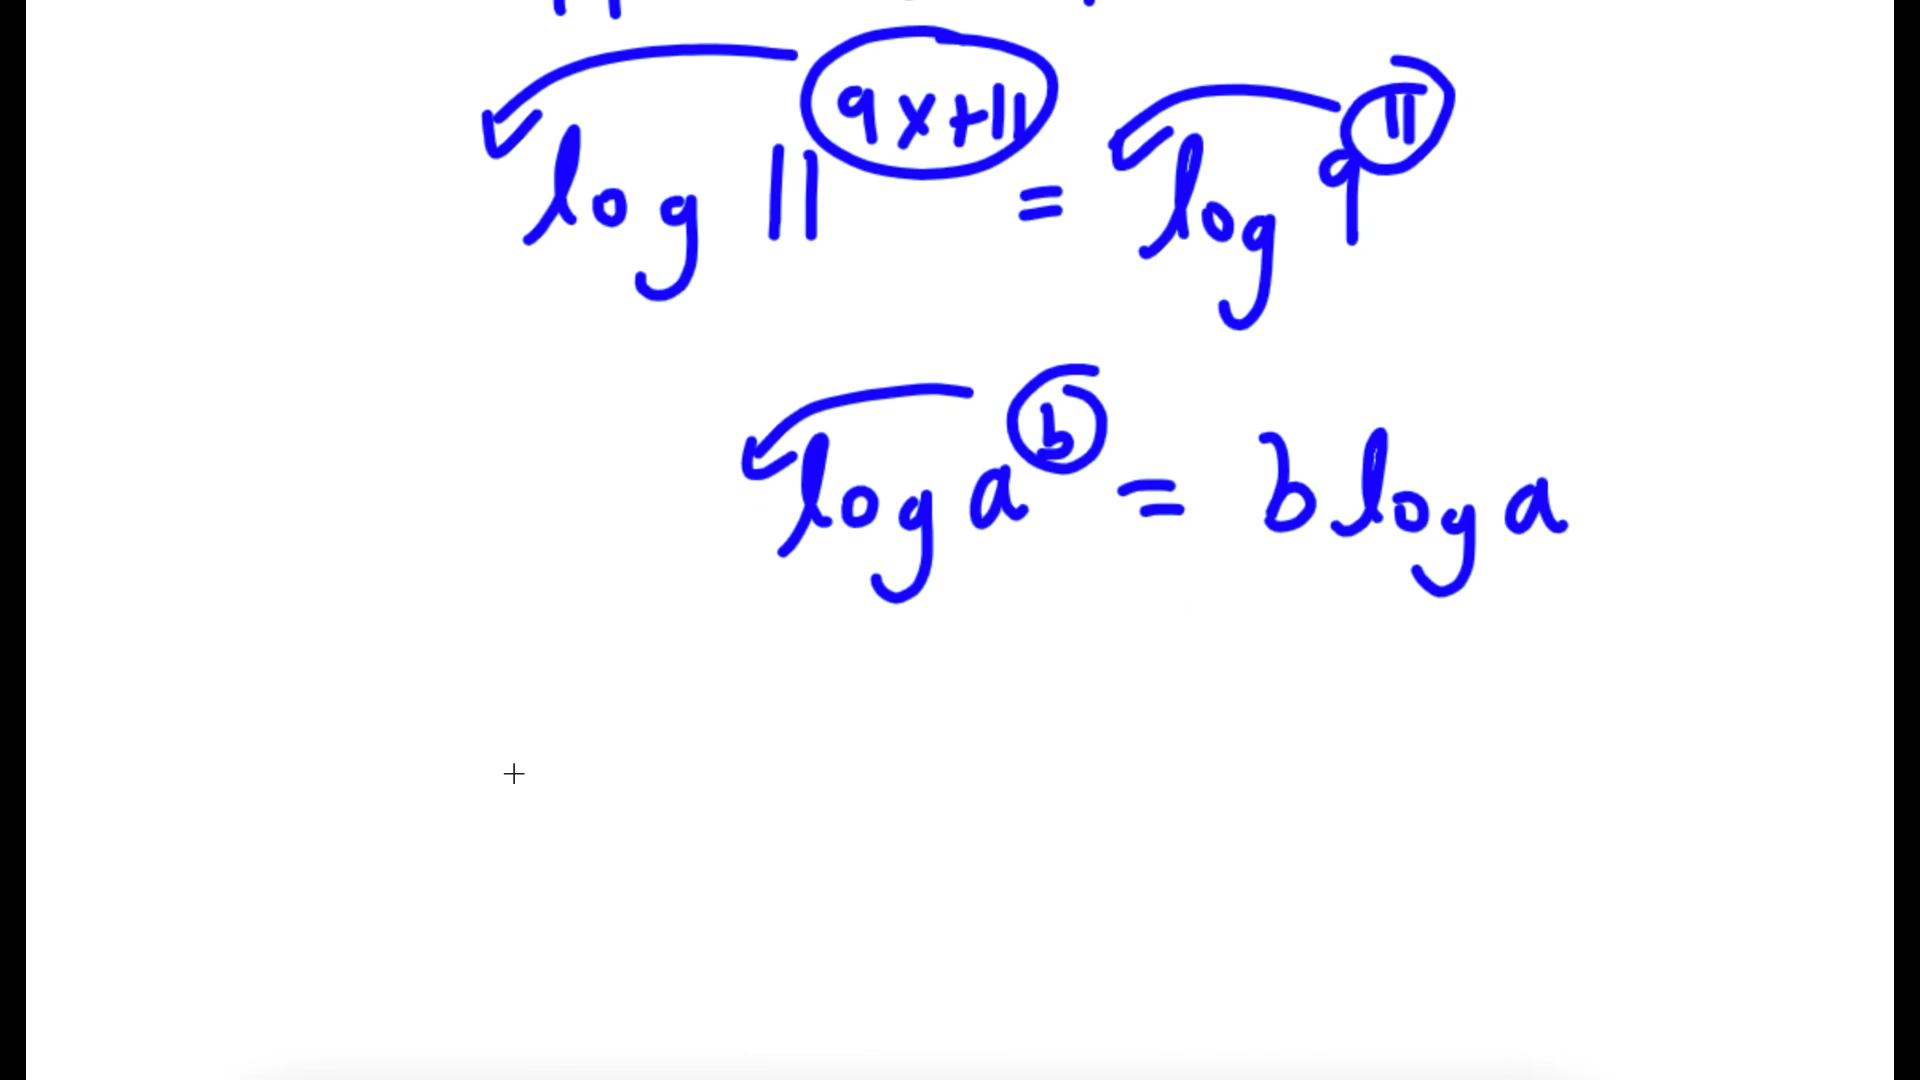 log 11^(9x+11) = log 9^11
log a^b = b log a